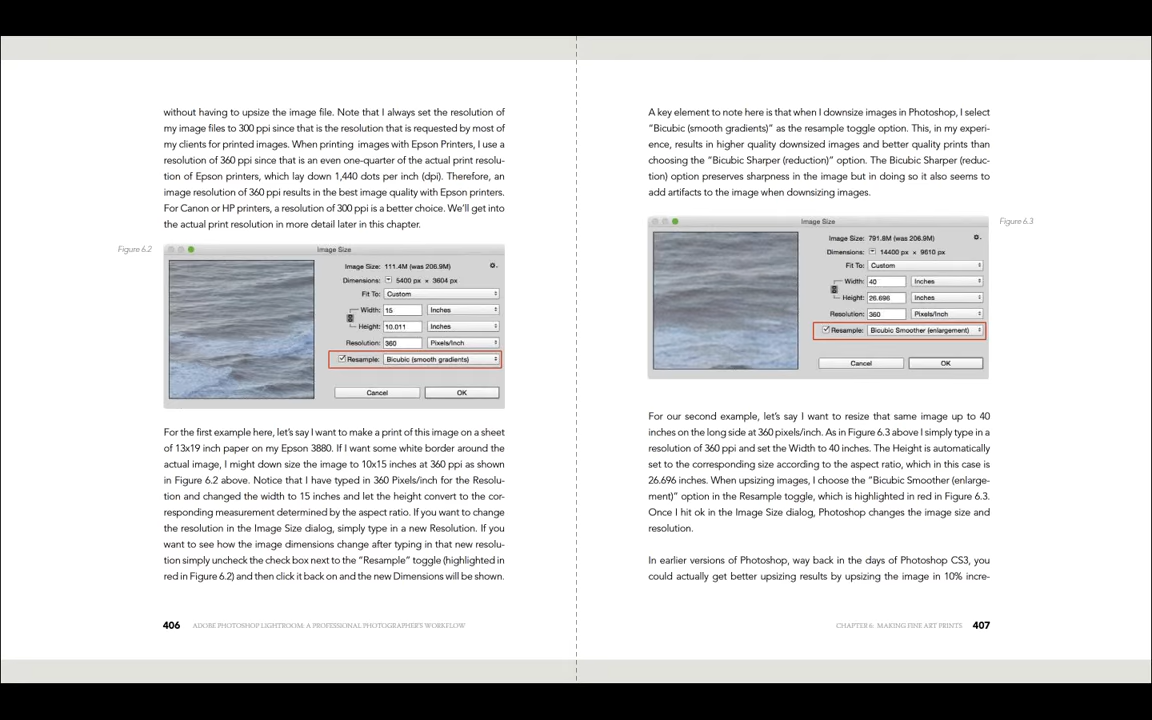 without having to upsize the image file. Note that I always set the resolution of
my image files to 300 ppi since that is the resolution that is requested by most of
my clients for printed images. When printing images with Epson Printers, I use a
resolution of 360 ppi since that is an even one-quarter of the actual print resolu-
tion of Epson printers, which lay down 1,440 dots per inch (dpi). Therefore, an
image resolution of 360 ppi results in the best image quality with Epson printers.
For Canon or HP printers, a resolution of 300 ppi is a better choice. We'll get into
the actual print resolution in more detail later in this chapter.
Figure 6.2
Image Size
Image Size: 111.4M (was 206.9M)
Dimensions: 5400 px × 3604 px
Fit To: Custom
Width: 15 Inches
Height: 10.011 Inches
Resolution: 360 Pixels/Inch
Resample: Bicubic (smooth gradients)
Cancel OK
For the first example here, let's say I want to make a print of this image on a sheet
of 13x19 inch paper on my Epson 3880. If I want some white border around the
actual image, I might down size the image to 10x15 inches at 360 ppi as shown
in Figure 6.2 above. Notice that I have typed in 360 Pixels/inch for the Resolu-
tion and changed the width to 15 inches and let the height convert to the cor-
responding measurement determined by the aspect ratio. If you want to change
the resolution in the Image Size dialog, simply type in a new Resolution. If you
want to see how the image dimensions change after typing in that new resolu-
tion simply uncheck the check box next to the "Resample" toggle (highlighted in
red in Figure 6.2) and then click it back on and the new Dimensions will be shown.
406 ADOBE PHOTOSHOP LIGHTROOM: A PROFESSIONAL PHOTOGRAPHER'S WORKFLOW
A key element to note here is that when I downsize images in Photoshop, I select
"Bicubic (smooth gradients)" as the resample toggle option. This, in my experi-
ence, results in higher quality downsized images and better quality prints than
choosing the "Bicubic Sharper (reduction)" option. The Bicubic Sharper (reduc-
tion) option preserves sharpness in the image but in doing so it also seems to
add artifacts to the image when downsizing images.
Image Size
Figure 6.3
Image Size: 791.8M (was 206.9M)
Dimensions: 14400 px × 9610 px
Fit To: Custom
Width: 40 Inches
Height: 26.696 Inches
Resolution: 360 Pixels/Inch
Resample: Bicubic Smoother (enlargement)
Cancel OK
For our second example, let's say I want to resize that same image up to 40
inches on the long side at 360 pixels/inch. As in Figure 6.3 above I simply type in a
resolution of 360 ppi and set the Width to 40 inches. The Height is automatically
set to the corresponding size according to the aspect ratio, which in this case is
26.696 inches. When upsizing images, I choose the "Bicubic Smoother (enlarge-
ment)" option in the Resample toggle, which is highlighted in red in Figure 6.3.
Once I hit ok in the Image Size dialog, Photoshop changes the image size and
resolution.
In earlier versions of Photoshop, way back in the days of Photoshop CS3, you
could actually get better upsizing results by upsizing the image in 10% incre-
CHAPTER 6: MAKING FINE ART PRINTS 407